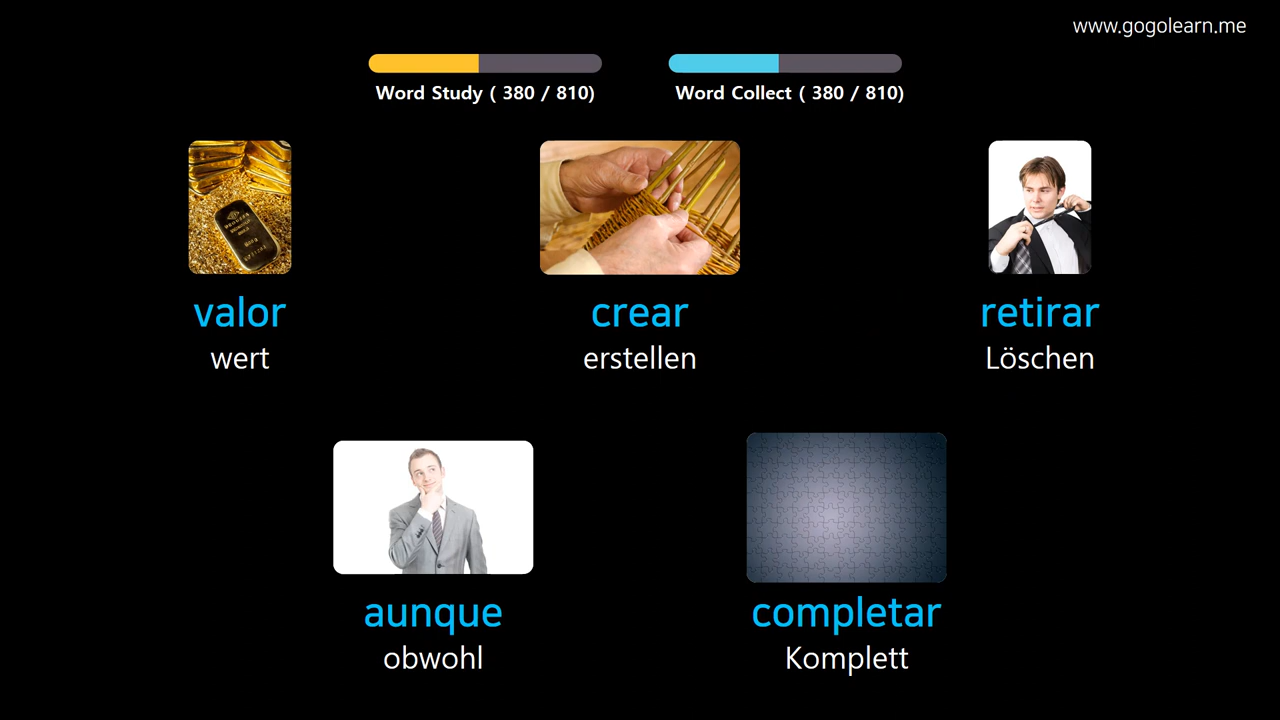 www.gogolearn.me
Word Study ( 380 / 810)
Word Collect ( 380 / 810)
valor
wert
crear
erstellen
retirar
Löschen
aunque
obwohl
completar
Komplett